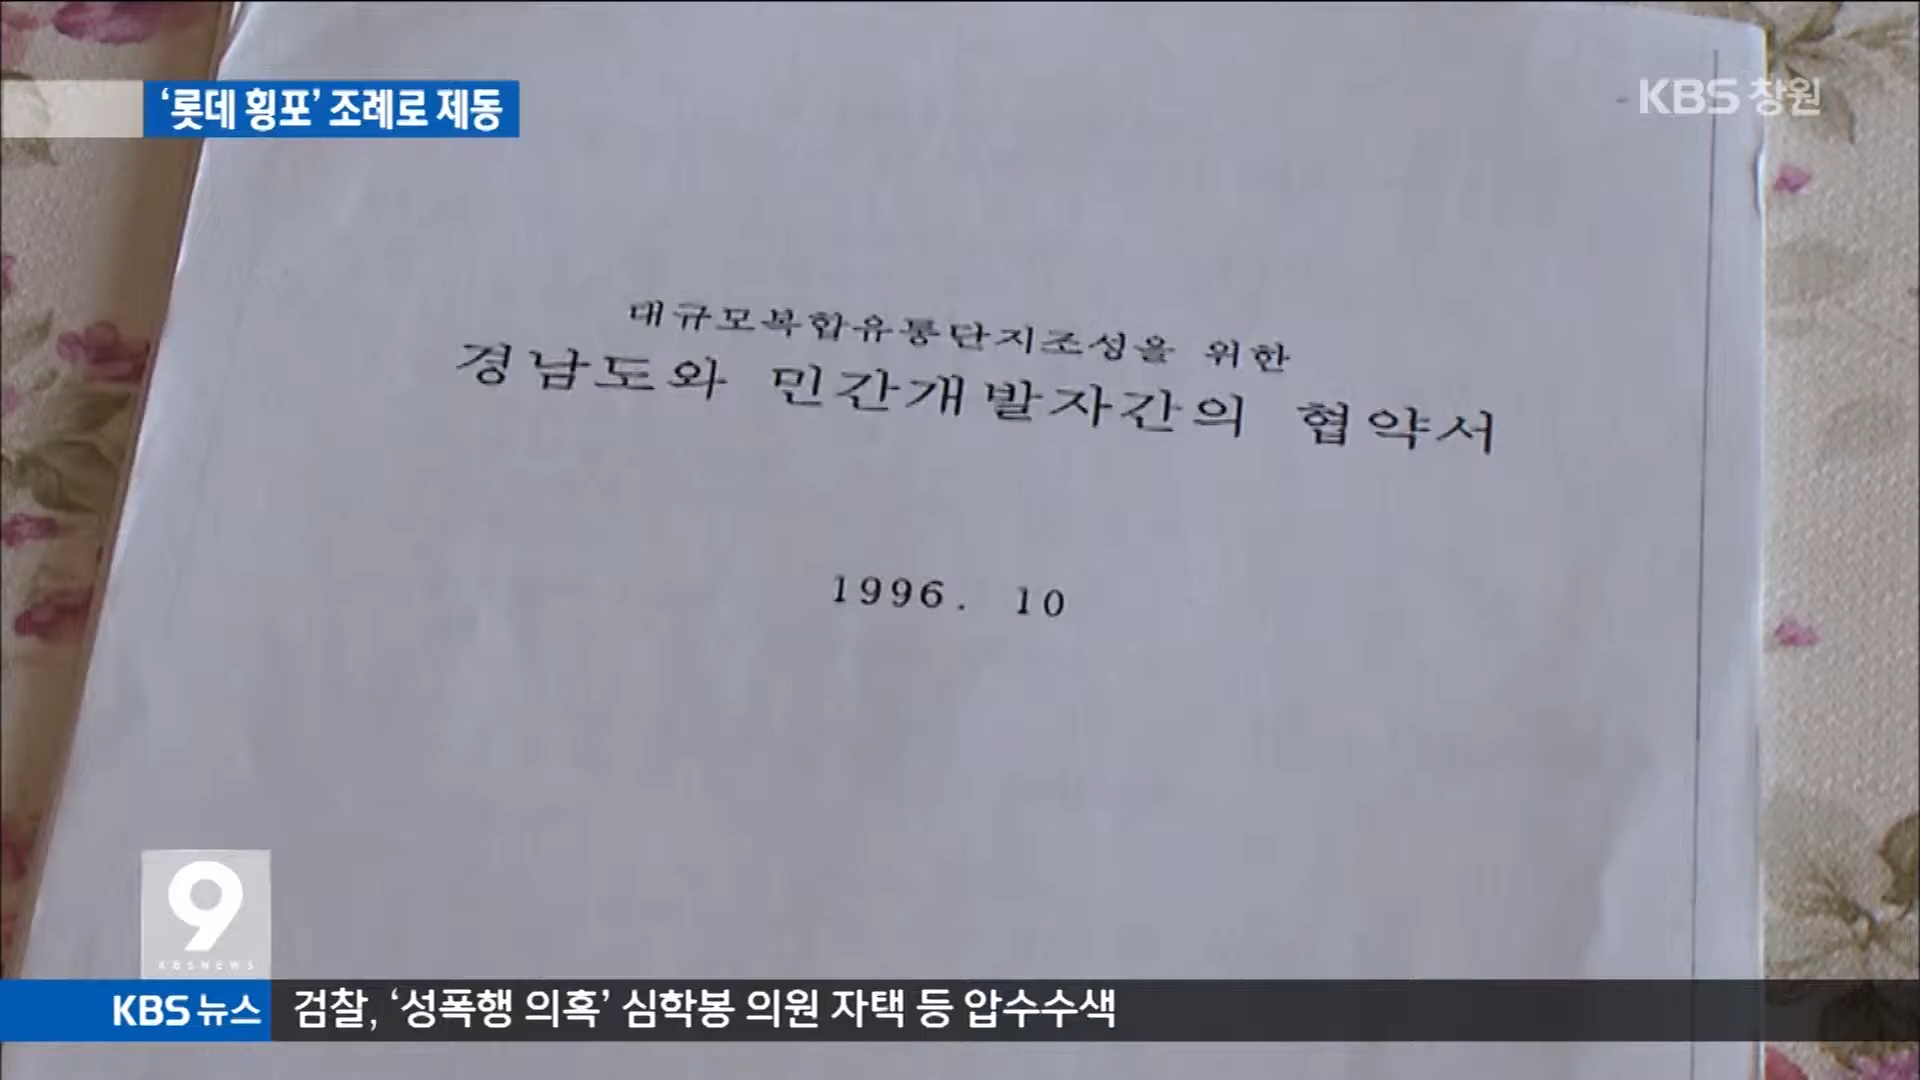 ‘롯데 횡포’ 조례로 제동
KBS 창원
대규모복합유통단지조성을 위한
경남도와 민간개발자간의 협약서
1996. 10
9
KBS NEWS
KBS 뉴스
검찰, ‘성폭행 의혹’ 심학봉 의원 자택 등 압수수색